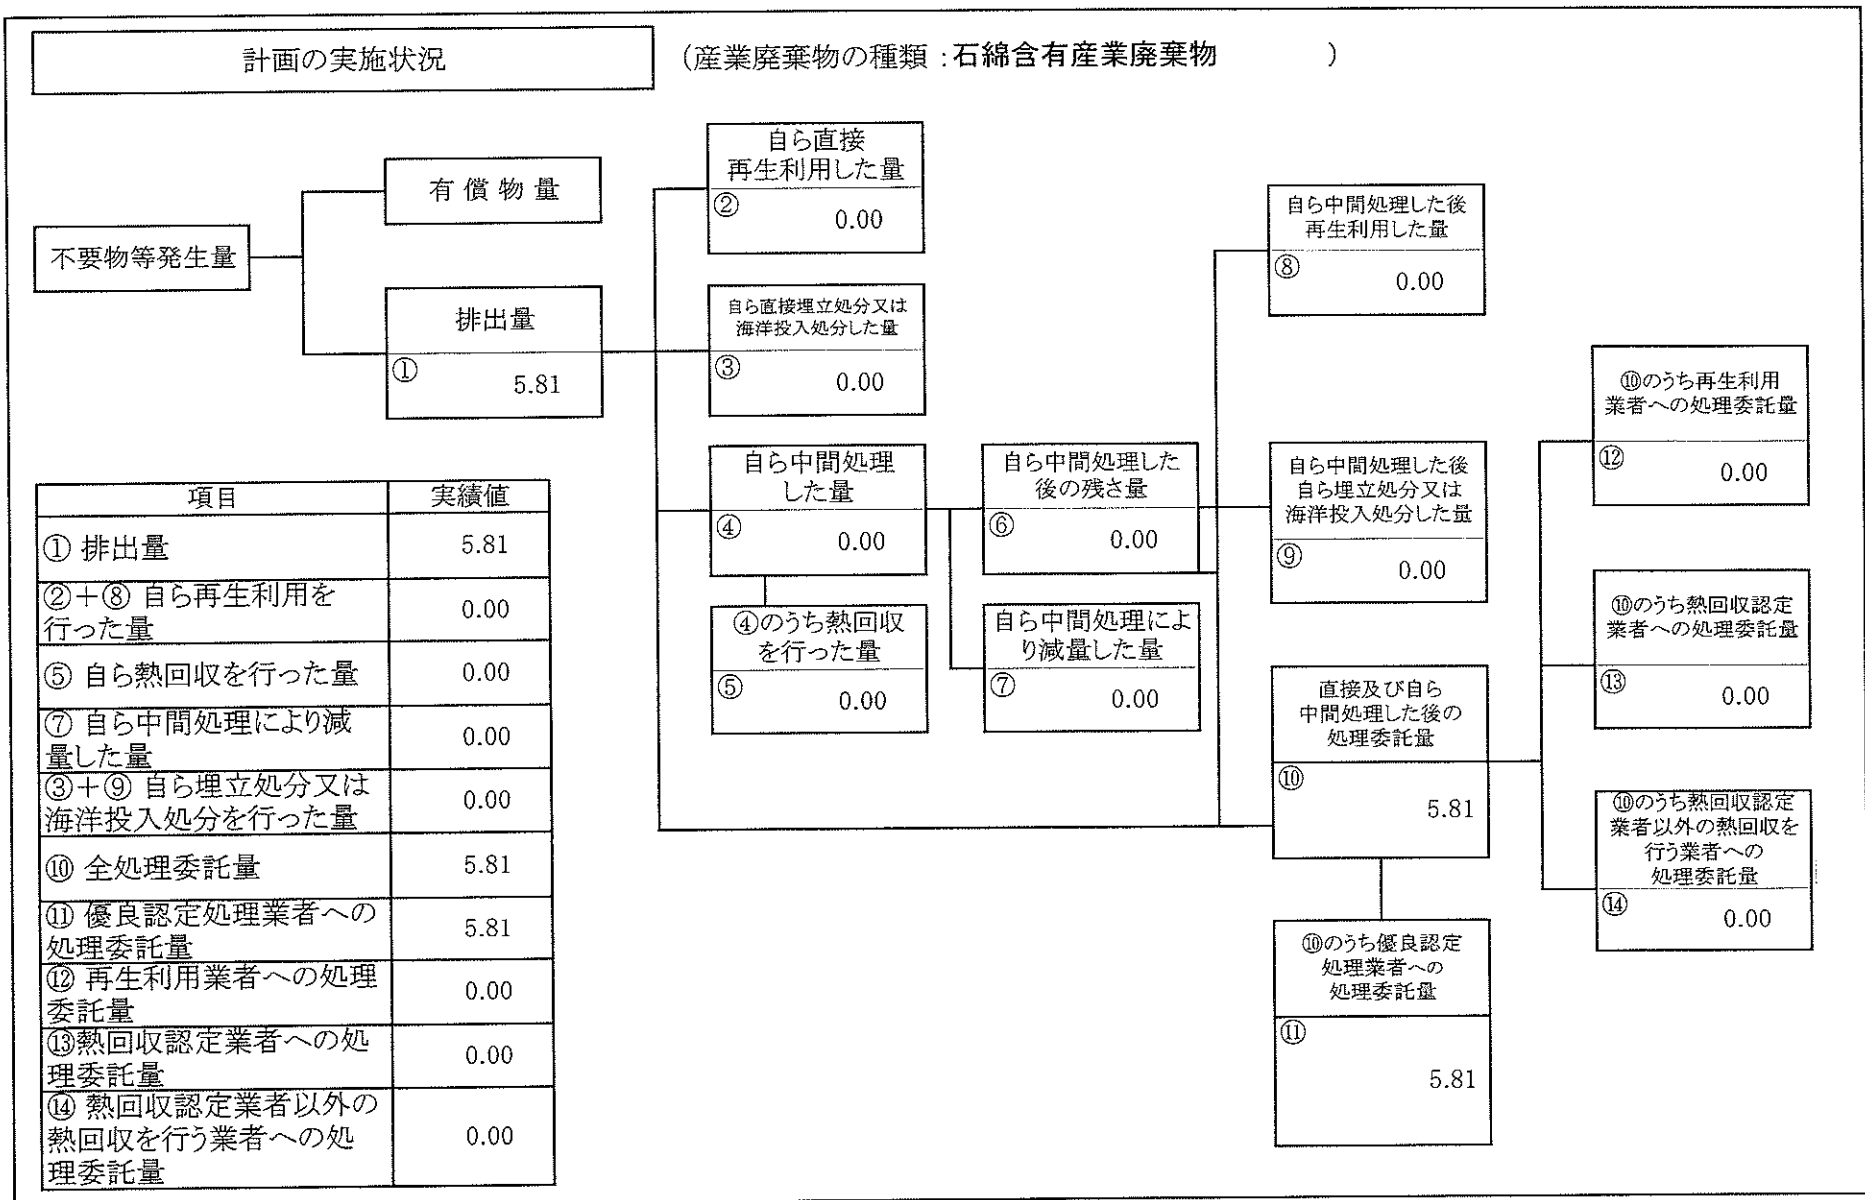 計画の実施状況
(産業廃棄物の種類:石綿含有産業廃棄物 )
不要物等発生量
有償物量
排出量
①
5.81
自ら直接
再生利用した量
②
0.00
自ら直接埋立処分又は
海洋投入処分した量
③
0.00
自ら中間処理
した量
④
0.00
④のうち熱回収
を行った量
⑤
0.00
自ら中間処理した
後の残さ量
⑥
0.00
自ら中間処理によ
り減量した量
⑦
0.00
自ら中間処理した後
再生利用した量
⑧
0.00
自ら中間処理した後
自ら埋立処分又は
海洋投入処分した量
⑨
0.00
直接及び自ら
中間処理した後の
処理委託量
⑩
5.81
⑩のうち優良認定
処理業者への
処理委託量
⑪
5.81
⑩のうち再生利用
業者への処理委託量
⑫
0.00
⑩のうち熱回収認定
業者への処理委託量
⑬
0.00
⑩のうち熱回収認定
業者以外の熱回収を
行う業者への
処理委託量
⑭
0.00
項目 実績値
① 排出量 5.81
②+⑧ 自ら再生利用を
行った量 0.00
⑤ 自ら熱回収を行った量 0.00
⑦ 自ら中間処理により減
量した量 0.00
③+⑨ 自ら埋立処分又は
海洋投入処分を行った量 0.00
⑩ 全処理委託量 5.81
⑪ 優良認定処理業者への
処理委託量 5.81
⑫ 再生利用業者への処理
委託量 0.00
⑬熱回収認定業者への処
理委託量 0.00
⑭ 熱回収認定業者以外の
熱回収を行う業者への処
理委託量 0.00